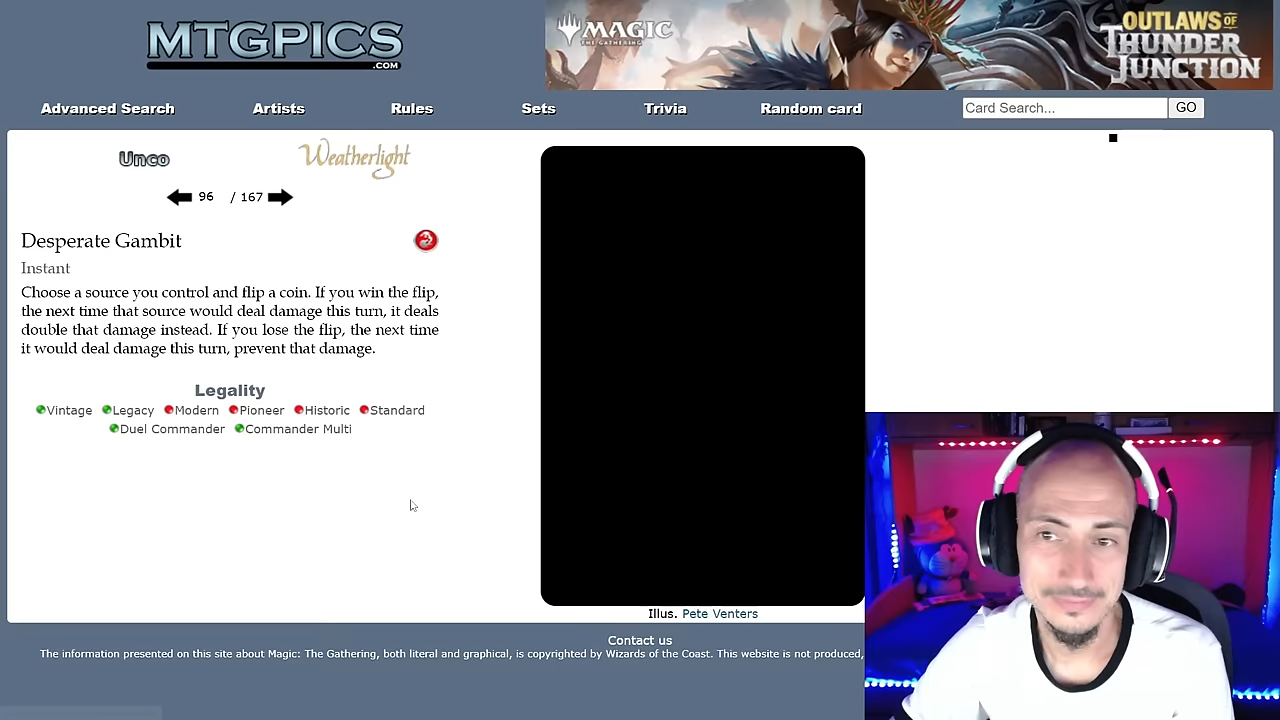 MTGPICS
.COM
MAGIC
THE GATHERING
OUTLAWS OF
THUNDER
JUNCTION
Advanced Search
Artists
Rules
Sets
Trivia
Random card
Card Search...
GO
Unco
Weatherlight
96 / 167
Desperate Gambit
Instant
Choose a source you control and flip a coin. If you win the flip,
the next time that source would deal damage this turn, it deals
double that damage instead. If you lose the flip, the next time
it would deal damage this turn, prevent that damage.
Legality
Vintage Legacy Modern Pioneer Historic Standard
Duel Commander Commander Multi
Illus. Pete Venters
Contact us
The information presented on this site about Magic: The Gathering, both literal and graphical, is copyrighted by Wizards of the Coast. This website is not produced,